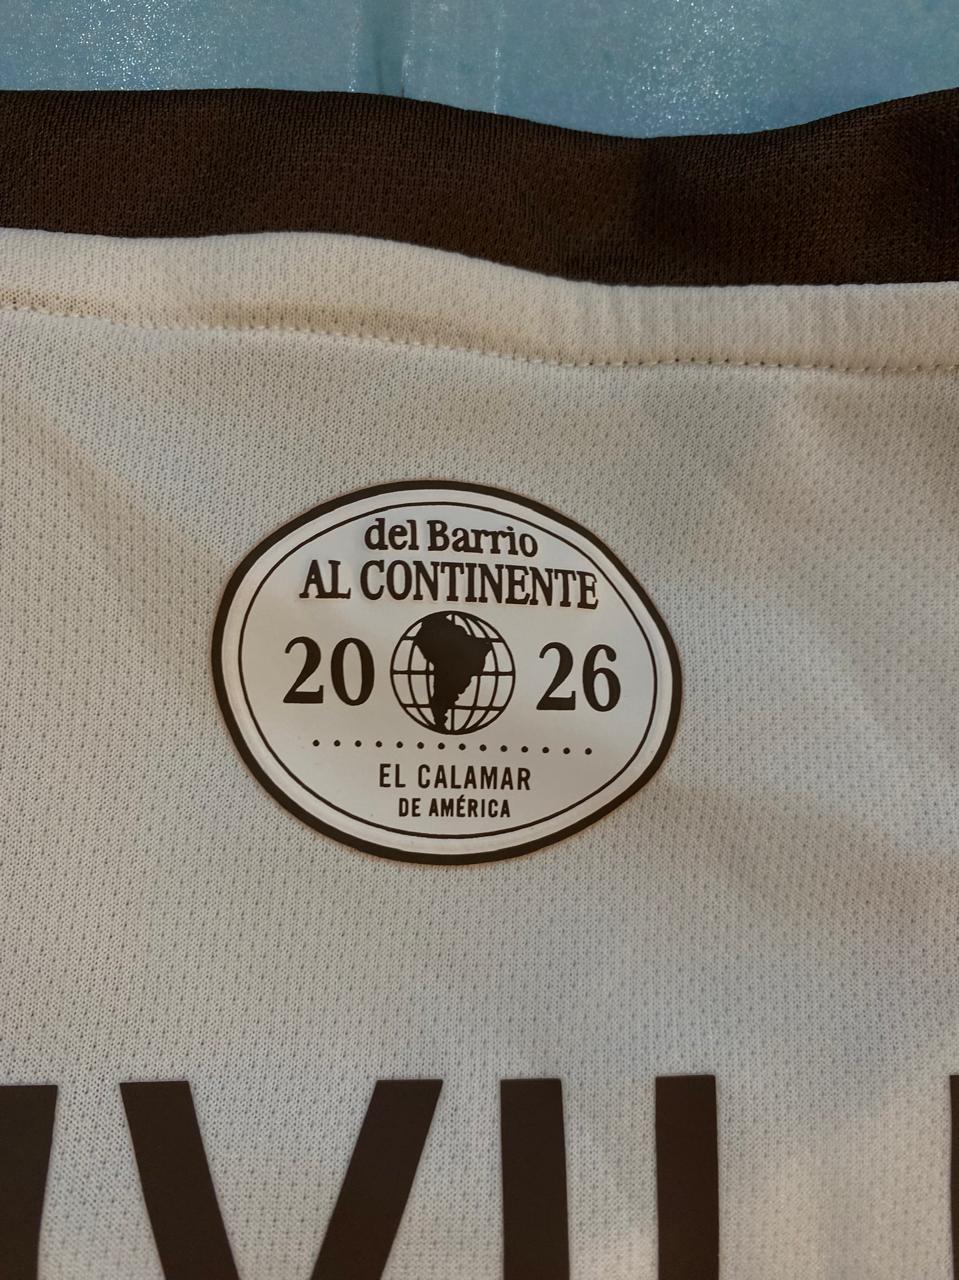 del Barrio
AL CONTINENTE
20 26
EL CALAMAR
DE AMÉRICA